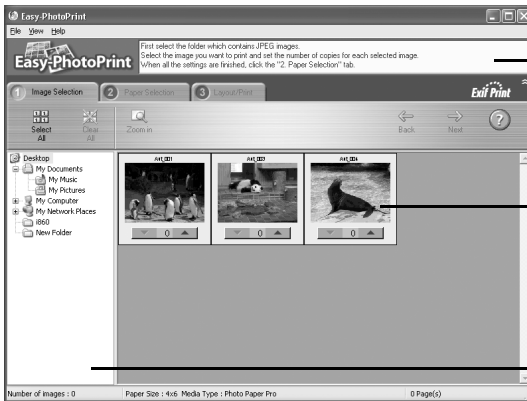 Easy-PhotoPrint
File View Help
Easy-PhotoPrint
First select the folder which contains JPEG images.
Select the image you want to print and set the number of copies for each selected image.
When all the settings are finished, click the "2. Paper Selection" tab.
1 Image Selection 2 Paper Selection 3 Layout/Print
Exif Print
Select All
Clear All
Zoom in
Back
Next
?
Desktop
My Documents
My Music
My Pictures
My Computer
My Network Places
i860
New Folder
Art_001 Art_003 Art_004
0 0 0
Number of images : 0 Paper Size : 4x6 Media Type : Photo Paper Pro 0 Page(s)